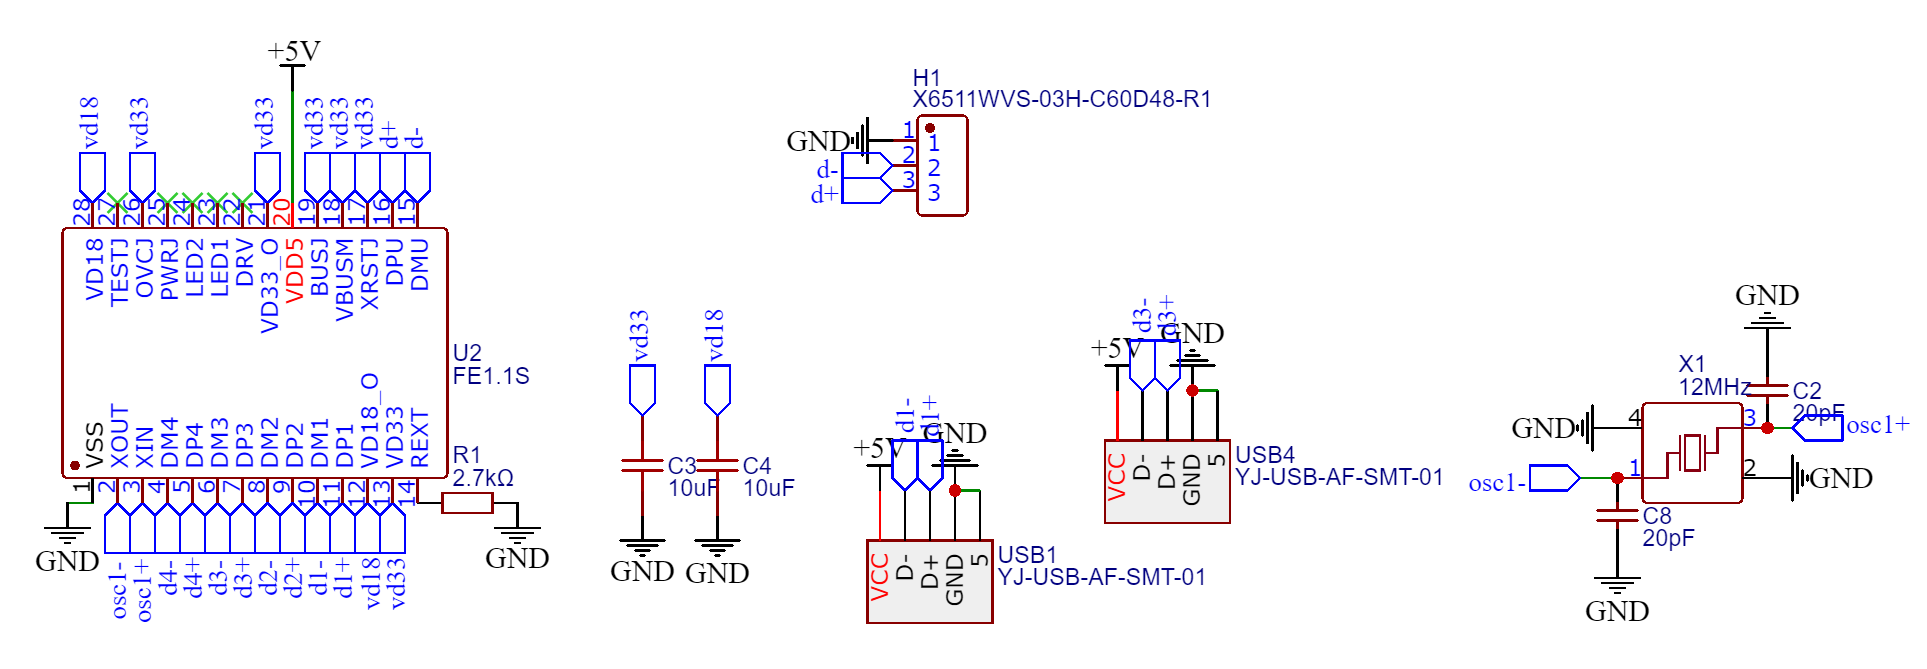 +5V
vd18
vd33
vd33
vd33
vd33
vd33
d+
d-
28
27
26
25
24
23
22
21
20
19
18
17
16
15
VD18
TESTJ
OVCJ
PWRJ
LED2
LED1
DRV
VD33_O
VDD5
BUSJ
VBUSM
XRSTJ
DPU
DMU
U2
FE1.1S
VSS
XOUT
XIN
DM4
DP4
DM3
DP3
DM2
DP2
DM1
DP1
VD18_O
VD33
REXT
1
2
3
4
5
6
7
8
9
10
11
12
13
14
R1
2.7kΩ
GND
GND
osc1-
osc1+
d4-
d4+
d3-
d3+
d2-
d2+
d1-
d1+
vd18
vd33
H1
X6511WVS-03H-C60D48-R1
GND
1
1
d-
2
2
d+
3
3
vd33
vd18
C3
10uF
C4
10uF
GND
GND
d1-
d1+
+5V
GND
VCC
D-
D+
GND
5
USB1
YJ-USB-AF-SMT-01
d3-
d3+
+5V
GND
VCC
D-
D+
GND
5
USB4
YJ-USB-AF-SMT-01
GND
X1
12MHz
C2
20pF
GND
4
3
osc1+
osc1-
1
2
GND
C8
20pF
GND